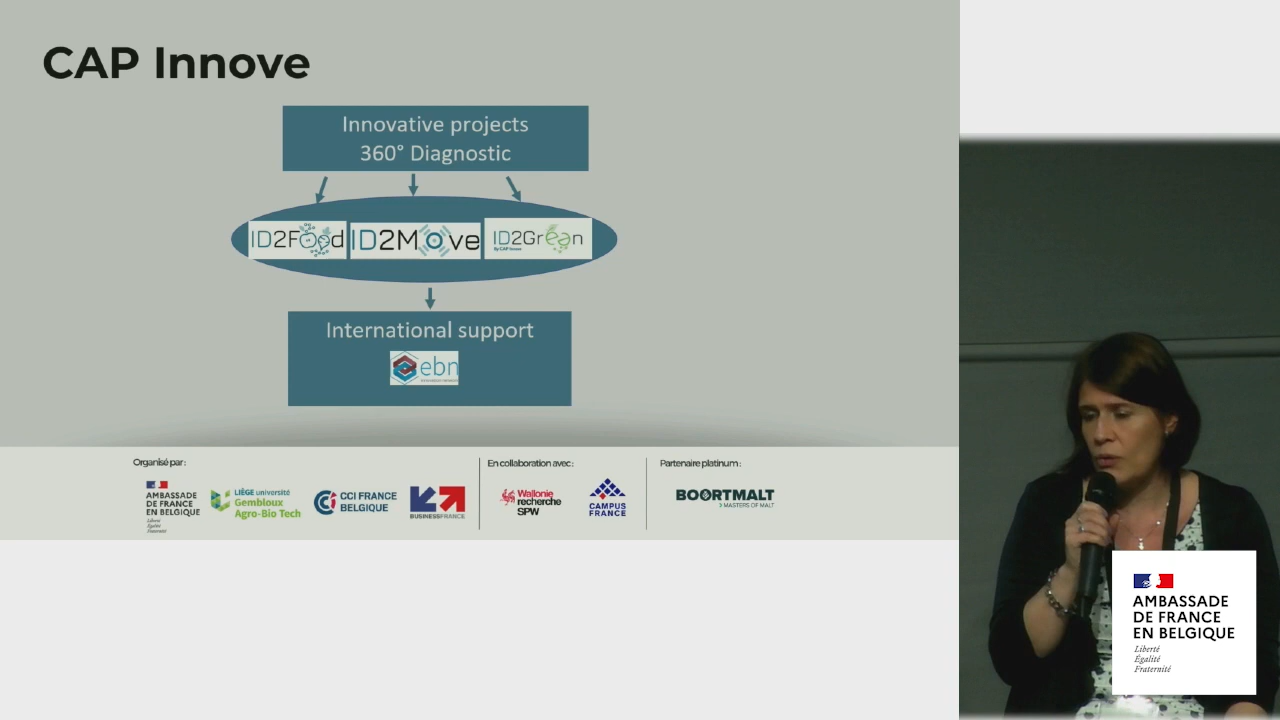 CAP Innove
Innovative projects
360° Diagnostic
ID2Food
ID2Move
ID2Green
By CAP Innove
International support
ebn
Organisé par :
AMBASSADE
DE FRANCE
EN BELGIQUE
Liberté
Égalité
Fraternité
LIÈGE université
Gembloux
Agro-Bio Tech
CCI FRANCE
BELGIQUE
BUSINESS FRANCE
En collaboration avec :
Wallonie
recherche
SPW
CAMPUS
FRANCE
Partenaire platinum :
BOORTMALT
MASTERS OF MALT
AMBASSADE
DE FRANCE
EN BELGIQUE
Liberté
Égalité
Fraternité